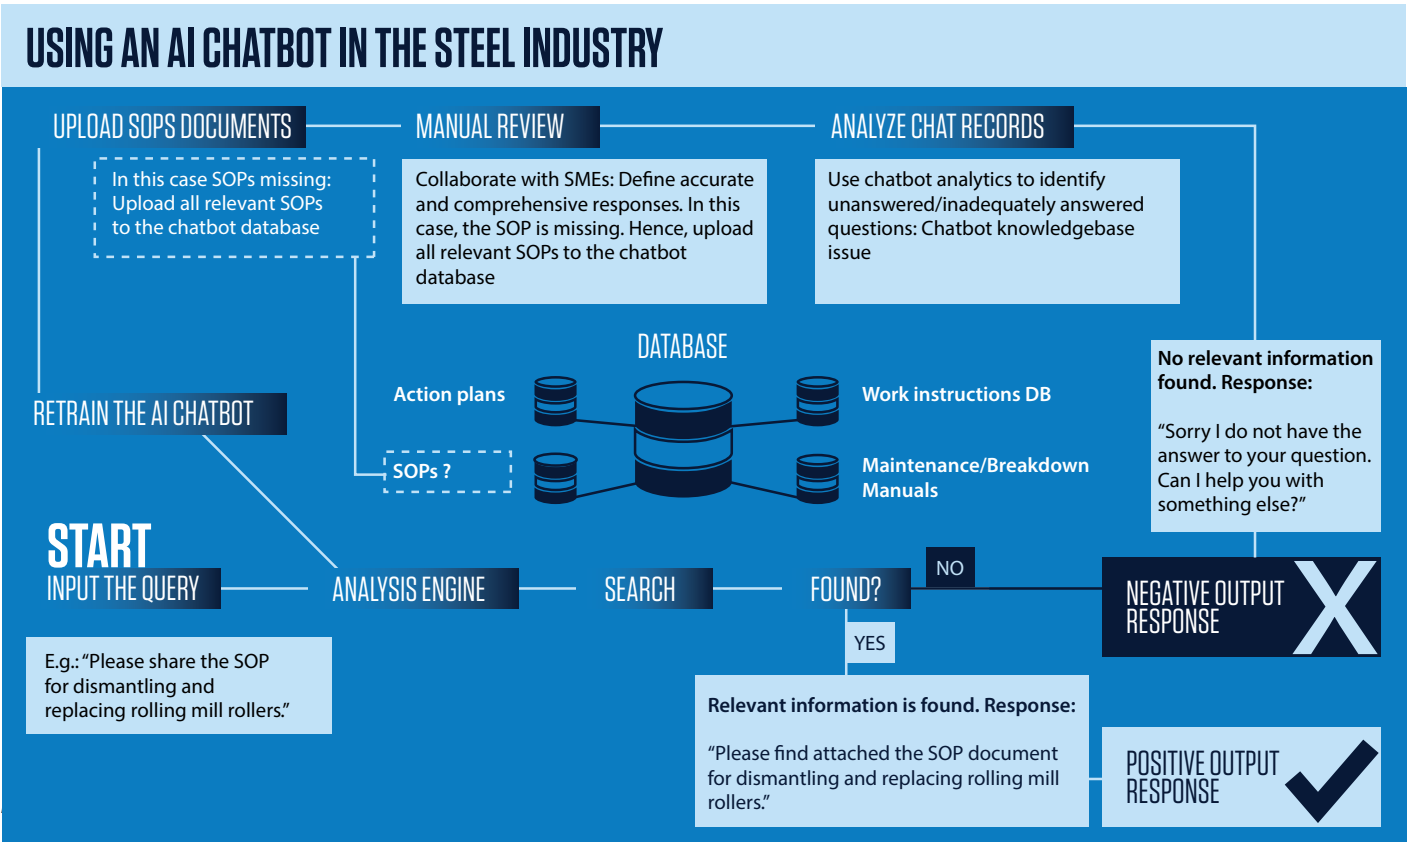 USING AN AI CHATBOT IN THE STEEL INDUSTRY
UPLOAD SOPS DOCUMENTS
MANUAL REVIEW
ANALYZE CHAT RECORDS
In this case SOPs missing:
Upload all relevant SOPs
to the chatbot database
Collaborate with SMEs: Define accurate
and comprehensive responses. In this
case, the SOP is missing. Hence, upload
all relevant SOPs to the chatbot
database
Use chatbot analytics to identify
unanswered/inadequately answered
questions: Chatbot knowledgebase
issue
DATABASE
Action plans
Work instructions DB
SOPs ?
Maintenance/Breakdown
Manuals
No relevant information
found. Response:
“Sorry I do not have the
answer to your question.
Can I help you with
something else?”
RETRAIN THE AI CHATBOT
START
INPUT THE QUERY
ANALYSIS ENGINE
SEARCH
FOUND?
NO
NEGATIVE OUTPUT
RESPONSE
X
YES
E.g.: “Please share the SOP
for dismantling and
replacing rolling mill rollers.”
Relevant information is found. Response:
“Please find attached the SOP document
for dismantling and replacing rolling mill
rollers.”
POSITIVE OUTPUT
RESPONSE